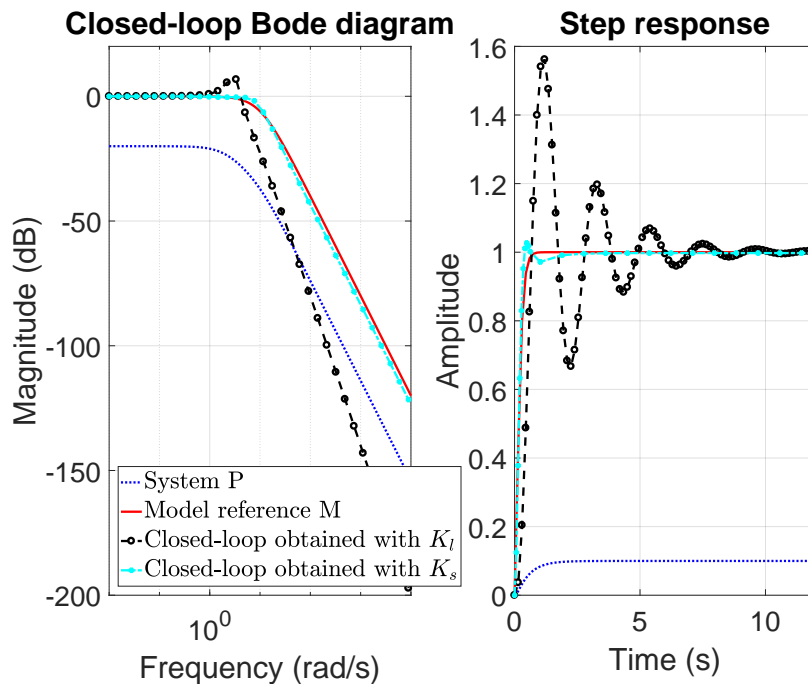 Closed-loop Bode diagram
Magnitude (dB)
0
-50
-100
-150
-200
10^0
Frequency (rad/s)
System P
Model reference M
Closed-loop obtained with K_l
Closed-loop obtained with K_s
Step response
Amplitude
1.6
1.4
1.2
1
0.8
0.6
0.4
0.2
0
0
5
10
Time (s)